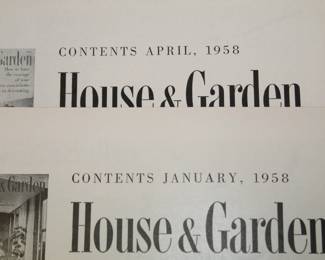 Garden
CONTENTS APRIL, 1958
House & Garden
& Garden
CONTENTS JANUARY, 1958
House & Garden